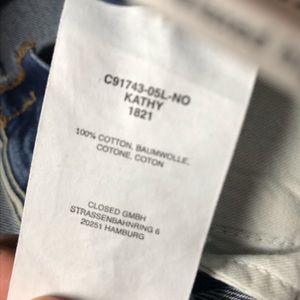 C91743-05L-NO
KATHY
1821
100% COTTON, BAUMWOLLE,
COTONE, COTON
CLOSED GMBH
STRASSENBAHNRING 6
20251 HAMBURG